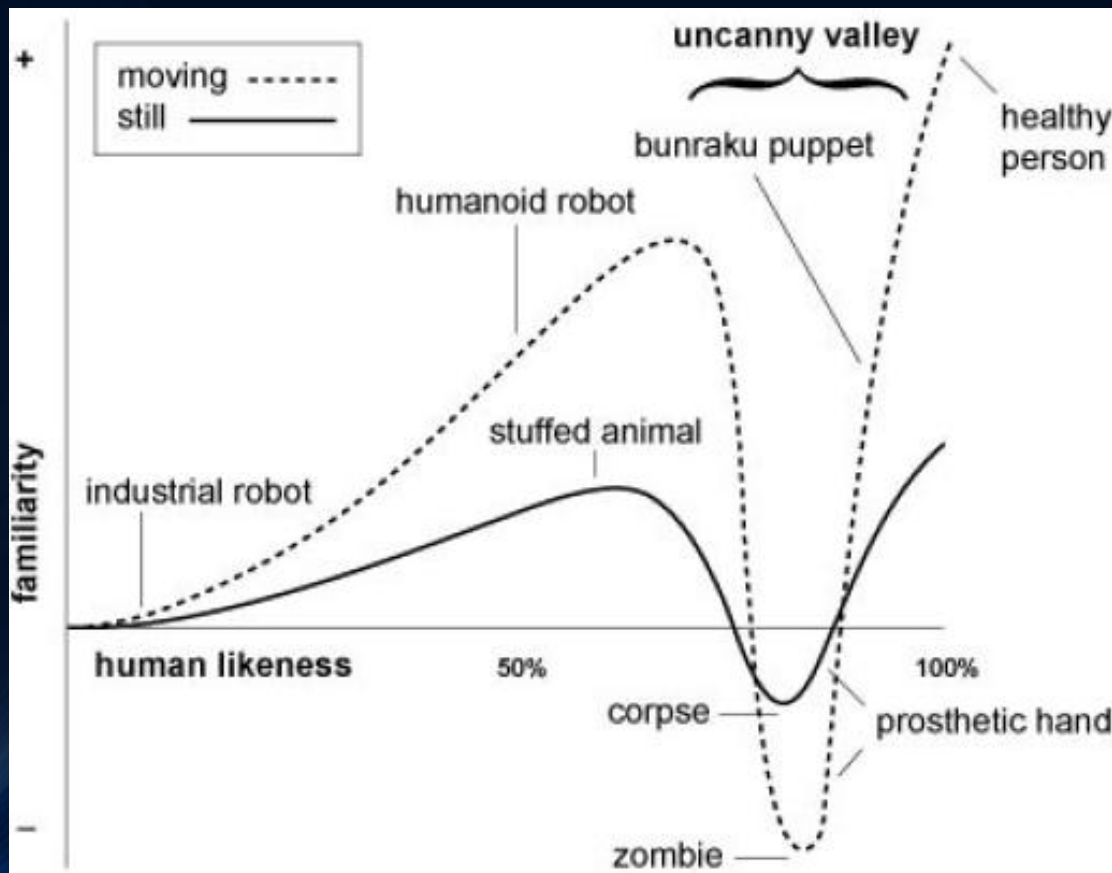 +
uncanny valley
moving
still
healthy
person
bunraku puppet
humanoid robot
stuffed animal
industrial robot
familiarity
human likeness
50%
100%
corpse
prosthetic hand
–
zombie